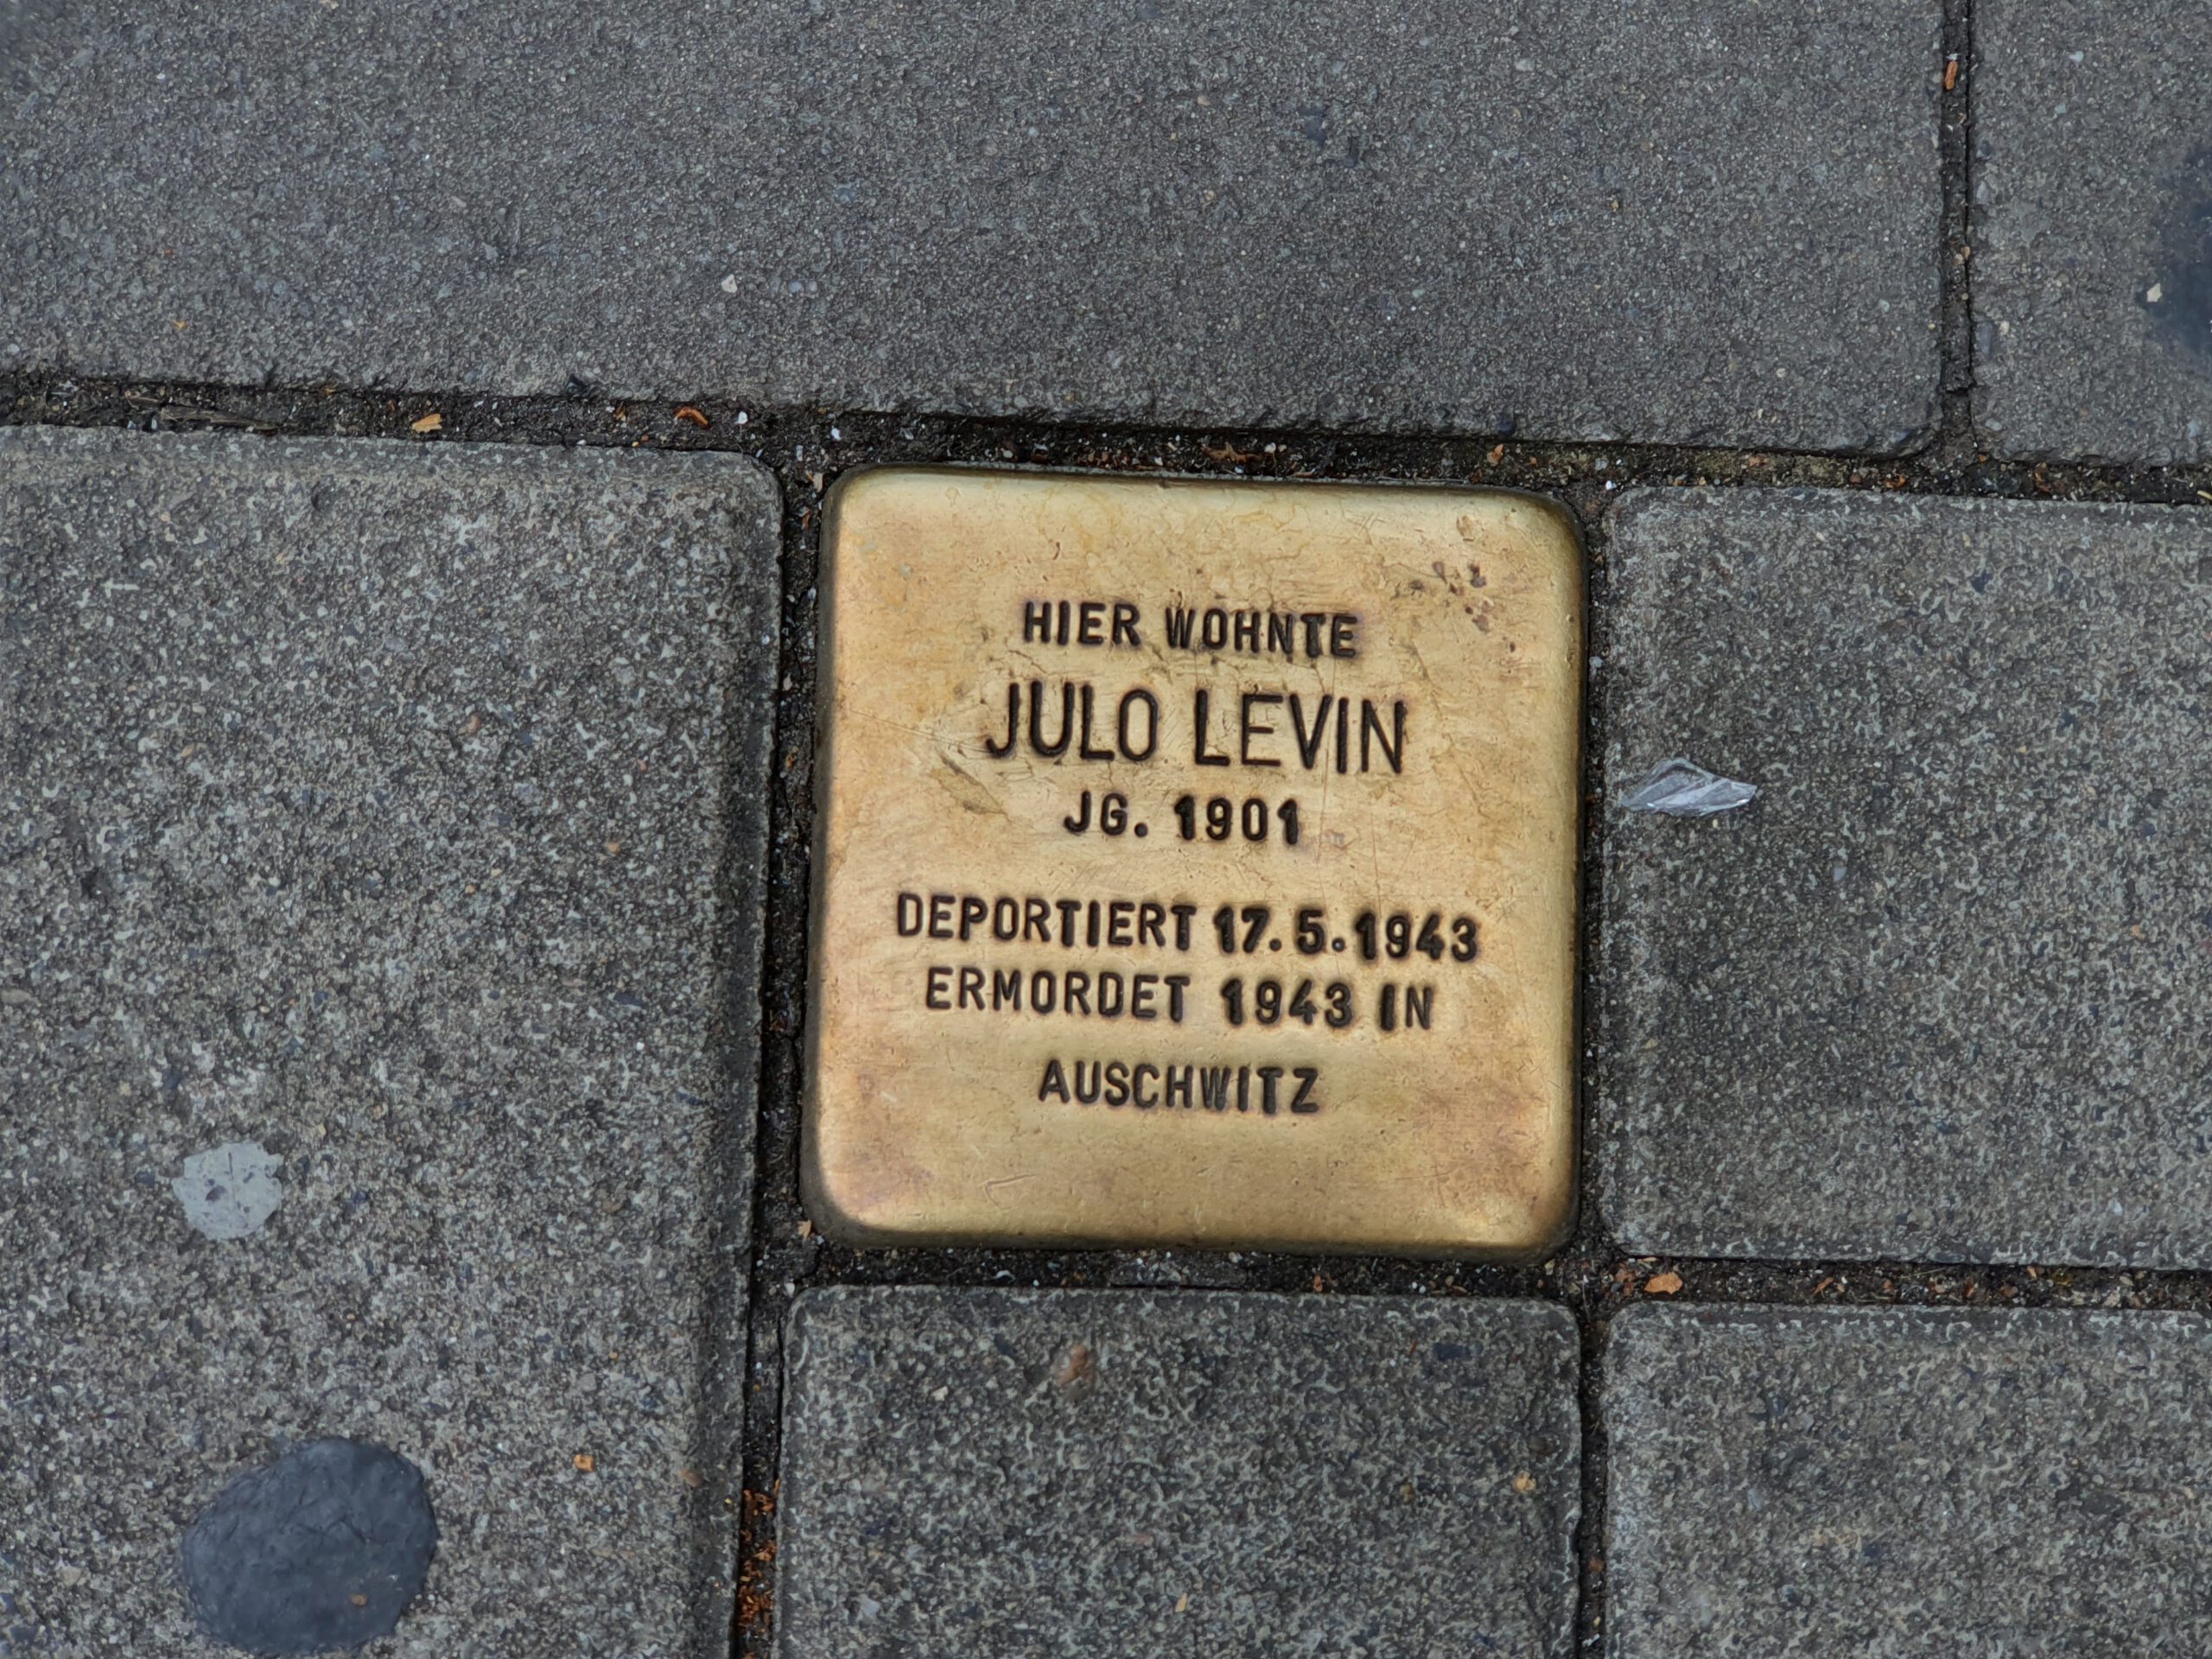 HIER WOHNTE
JULO LEVIN
JG. 1901
DEPORTIERT 17.5.1943
ERMORDET 1943 IN
AUSCHWITZ